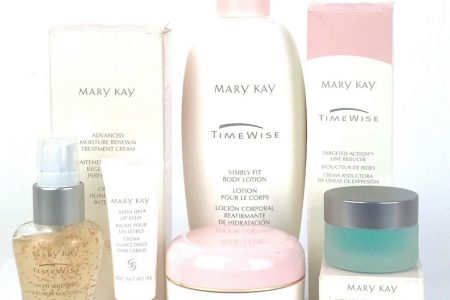 MARY KAY
ADVANCED
MOISTURE RENEWAL
TREATMENT CREAM
MARY KAY
TIMEWISE
VISIBLY FIT
BODY LOTION
LOTION
POUR LE CORPS
LOCIÓN CORPORAL
REAFIRMANTE
DE HIDRATACIÓN
MARY KAY
TIMEWISE
TARGETED-ACTION™
LINE REDUCER
RÉDUCTEUR DE RIDES
CREMA REDUCTORA
DE LÍNEAS DE EXPRESIÓN
MARY KAY
TIMEWISE
MARY KAY
SATIN LIPS®
LIP BALM
BAUME POUR
LES LÈVRES
CREMA
HUMECTANTE
PARA LABIOS
MARY KAY